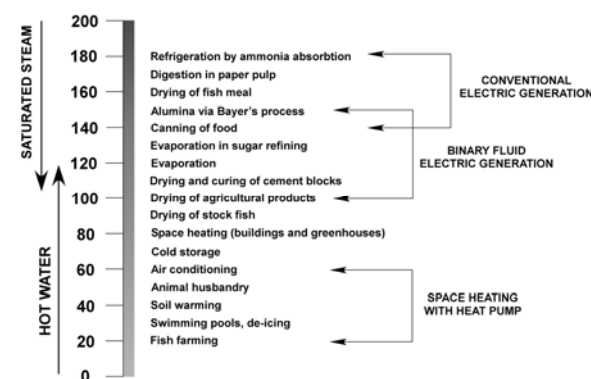 SATURATED STEAM
HOT WATER
200
180
160
140
120
100
80
60
40
20
0
Refrigeration by ammonia absorbtion
Digestion in paper pulp
Drying of fish meal
Alumina via Bayer's process
Canning of food
Evaporation in sugar refining
Evaporation
Drying and curing of cement blocks
Drying of agricultural products
Drying of stock fish
Space heating (buildings and greenhouses)
Cold storage
Air conditioning
Animal husbandry
Soil warming
Swimming pools, de-icing
Fish farming
CONVENTIONAL
ELECTRIC GENERATION
BINARY FLUID
ELECTRIC GENERATION
SPACE HEATING
WITH HEAT PUMP